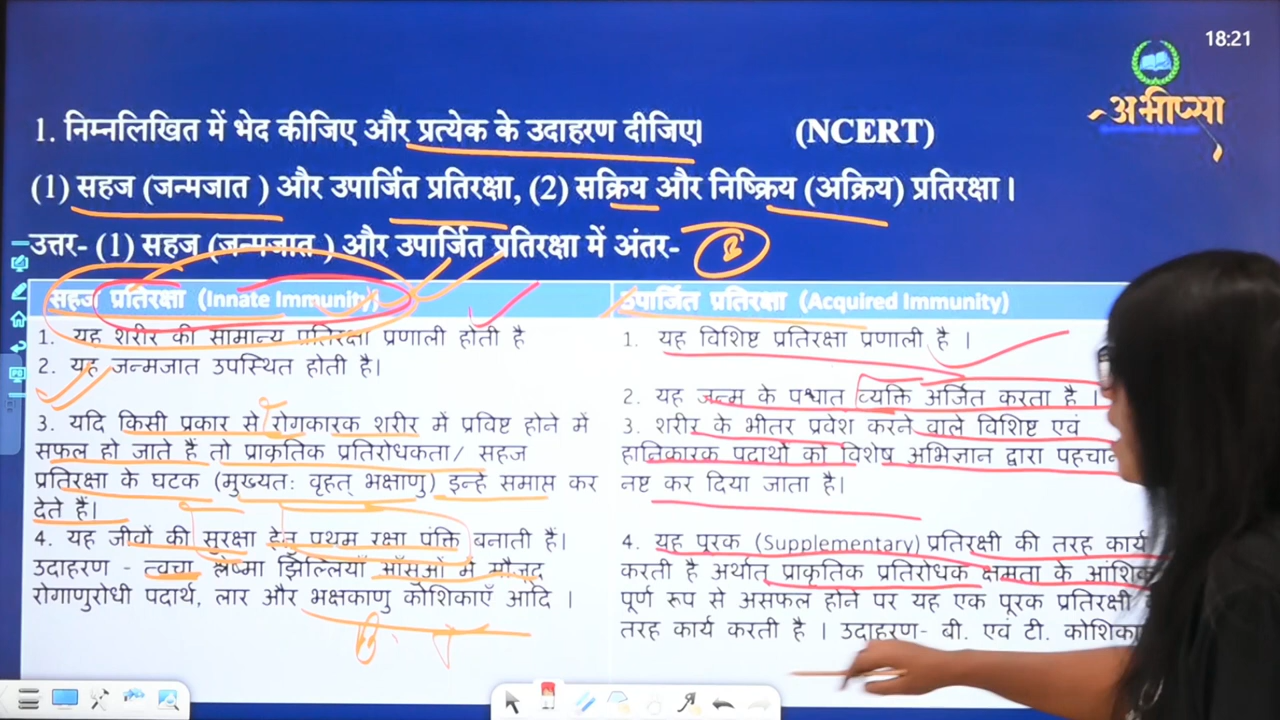 18:21
अभीप्सा
1. निम्नलिखित में भेद कीजिए और प्रत्येक के उदाहरण दीजिए। (NCERT)
(1) सहज (जन्मजात ) और उपार्जित प्रतिरक्षा, (2) सक्रिय और निष्क्रिय (अक्रिय) प्रतिरक्षा ।
उत्तर- (1) सहज (जन्मजात ) और उपार्जित प्रतिरक्षा में अंतर-
सहज प्रतिरक्षा (Innate Immunity)
1. यह शरीर की सामान्य प्रतिरक्षा प्रणाली होती है
2. यह जन्मजात उपस्थित होती है।
3. यदि किसी प्रकार से रोगकारक शरीर में प्रविष्ट होने में
सफल हो जाते हैं तो प्राकृतिक प्रतिरोधकता/ सहज
प्रतिरक्षा के घटक (मुख्यतः वृहत् भक्षाणु) इन्हे समाप्त कर
देते हैं।
4. यह जीवों की सुरक्षा हेतु प्रथम रक्षा पंक्ति बनाती हैं।
उदाहरण - त्वचा झिल्लियाँ आँसुओं में मौजूद
रोगाणुरोधी पदार्थ, लार और भक्षकाणु कोशिकाएँ आदि ।
उपार्जित प्रतिरक्षा (Acquired Immunity)
1. यह विशिष्ट प्रतिरक्षा प्रणाली है ।
2. यह जन्म के पश्चात व्यक्ति अर्जित करता है ।
3. शरीर के भीतर प्रवेश करने वाले विशिष्ट एवं
हानिकारक पदार्थो को विशेष अभिज्ञान द्वारा
नष्ट कर दिया जाता है।
4. यह पूरक (Supplementary) प्रतिरक्षी की तरह कार्य
करती है अर्थात प्राकृतिक प्रतिरोधक क्षमता के
पूर्ण रूप से असफल होने पर यह एक पूरक प्रतिरक्षी
तरह कार्य करती है । उदाहरण- बी. एवं टी.